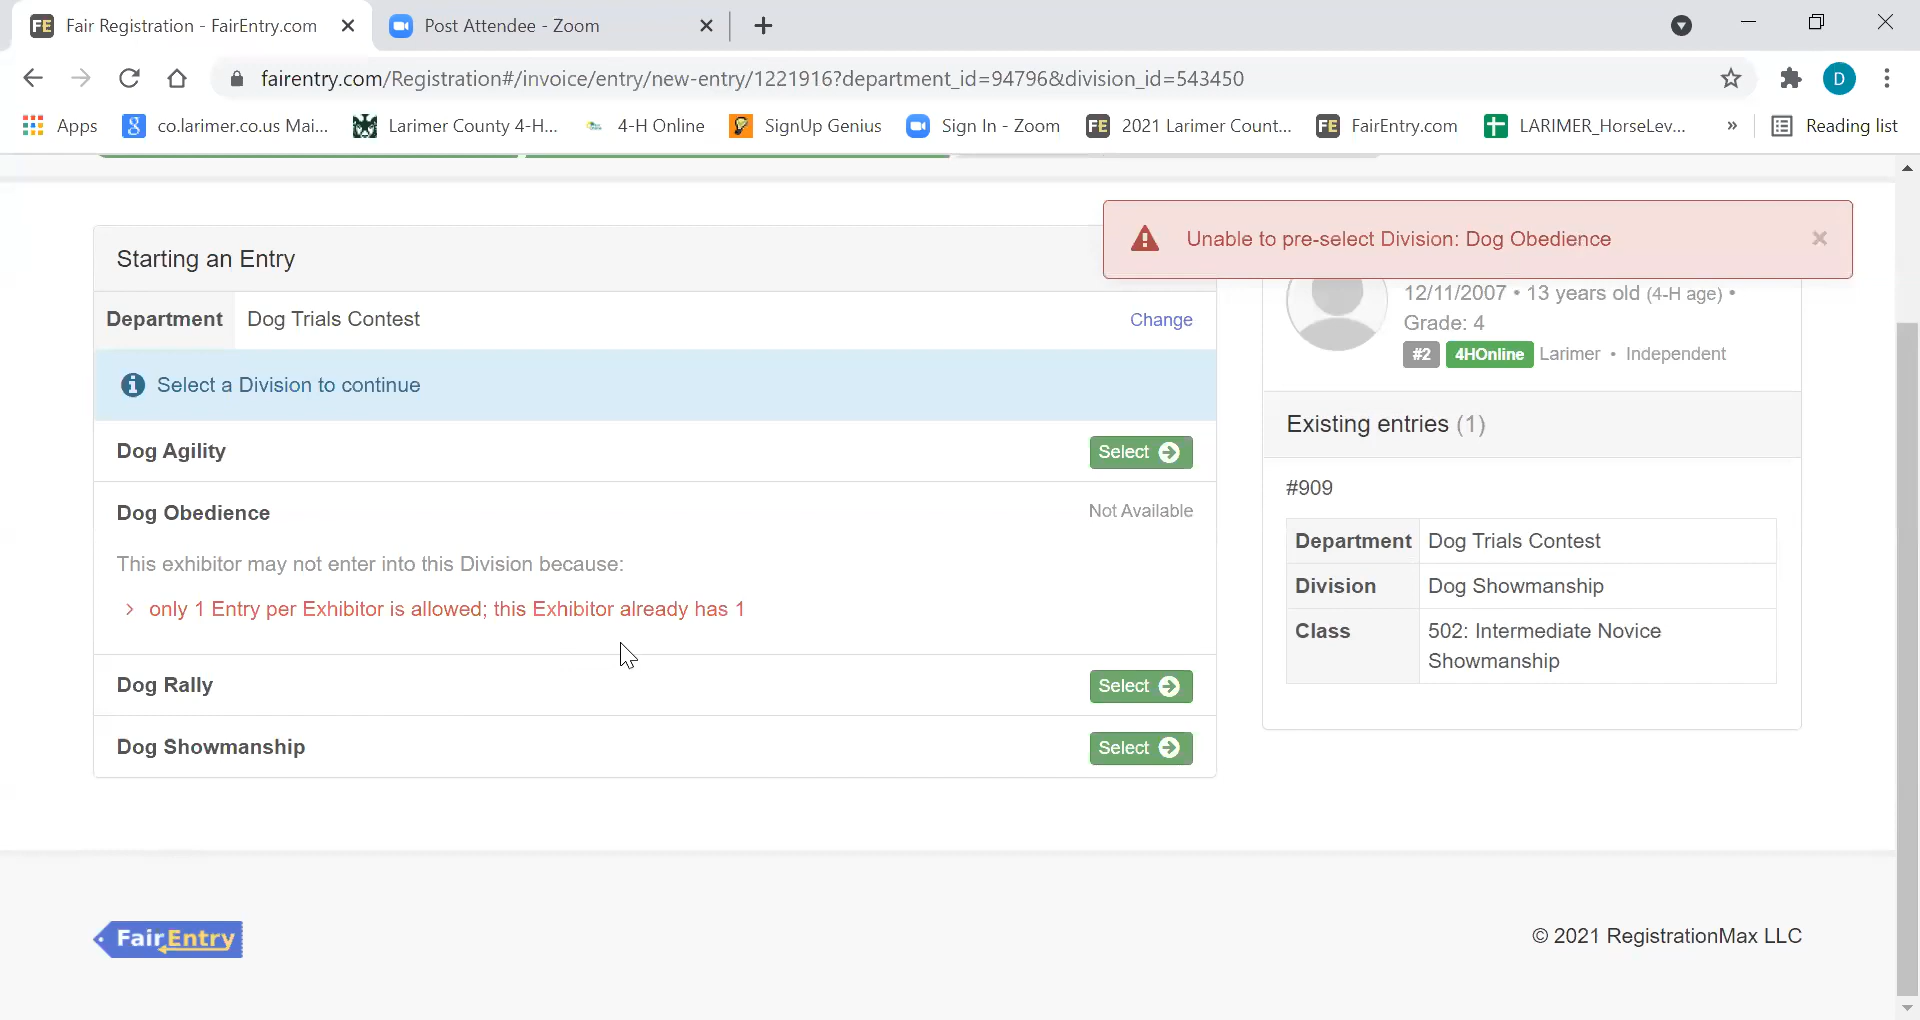 Fair Registration - FairEntry.com
Post Attendee - Zoom
fairentry.com/Registration#/invoice/entry/new-entry/1221916?department_id=94796&division_id=543450
D
Apps
co.larimer.co.us Mai...
Larimer County 4-H...
4-H Online
SignUp Genius
Sign In - Zoom
2021 Larimer Count...
FairEntry.com
LARIMER_HorseLev...
»
Reading list
Unable to pre-select Division: Dog Obedience
Starting an Entry
Department Dog Trials Contest Change
Select a Division to continue
Dog Agility Select
Dog Obedience Not Available
This exhibitor may not enter into this Division because:
only 1 Entry per Exhibitor is allowed; this Exhibitor already has 1
Dog Rally Select
Dog Showmanship Select
12/11/2007 • 13 years old (4-H age) •
Grade: 4
#2 4HOnline Larimer • Independent
Existing entries (1)
#909
Department Dog Trials Contest
Division Dog Showmanship
Class 502: Intermediate Novice
Showmanship
FairEntry
© 2021 RegistrationMax LLC